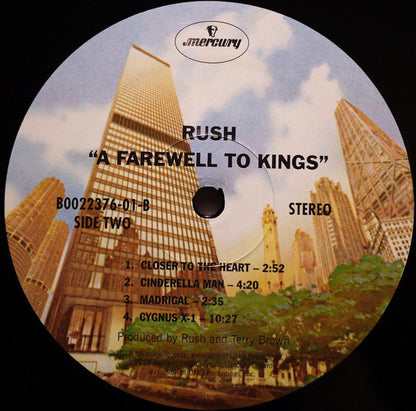 mercury
RUSH
"A FAREWELL TO KINGS"
B0022376-01-B
SIDE TWO
STEREO
1. CLOSER TO THE HEART – 2:52
2. CINDERELLA MAN – 4:20
3. MADRIGAL – 2:35
4. CYGNUS X-1 – 10:27
Produced by Rush and Terry Brown